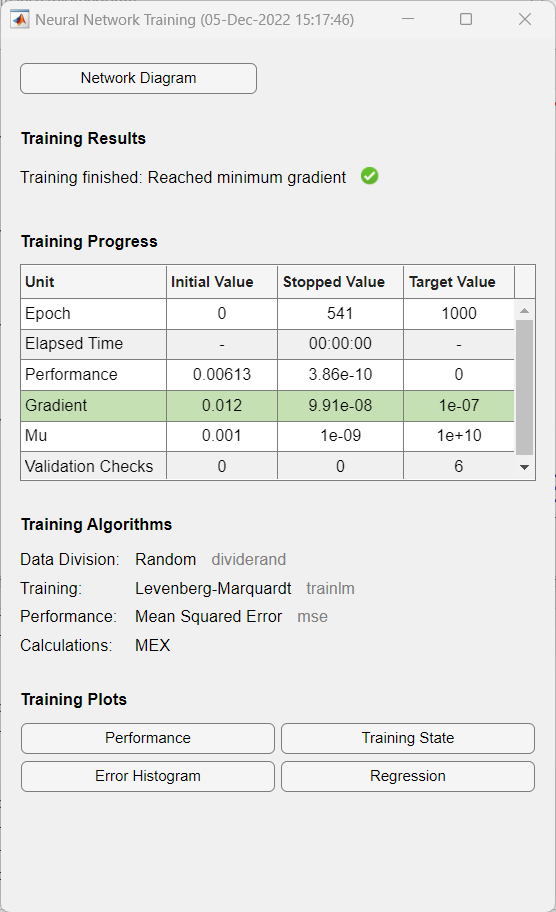 Neural Network Training (05-Dec-2022 15:17:46)
Network Diagram
Training Results
Training finished: Reached minimum gradient
Training Progress
Unit Initial Value Stopped Value Target Value
Epoch 0 541 1000
Elapsed Time - 00:00:00 -
Performance 0.00613 3.86e-10 0
Gradient 0.012 9.91e-08 1e-07
Mu 0.001 1e-09 1e+10
Validation Checks 0 0 6
Training Algorithms
Data Division: Random dividerand
Training: Levenberg-Marquardt trainlm
Performance: Mean Squared Error mse
Calculations: MEX
Training Plots
Performance Training State
Error Histogram Regression